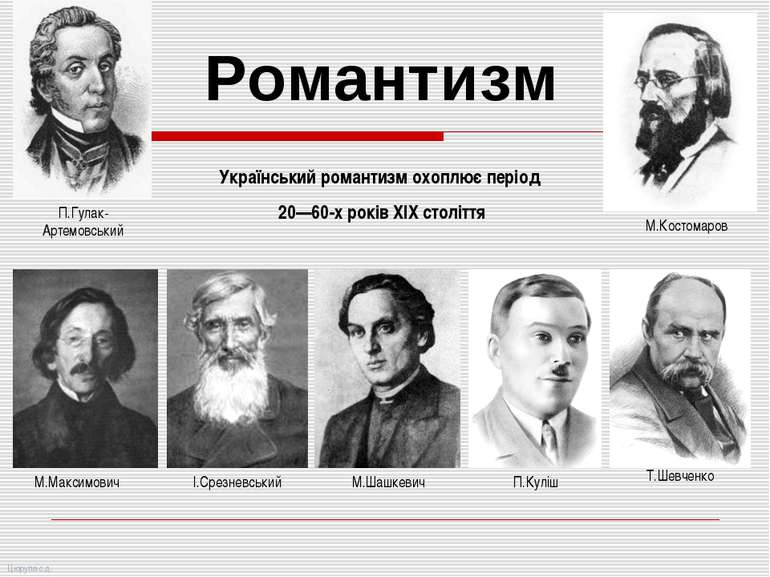 Романтизм
Український романтизм охоплює період
20—60-х років XIX століття
П.Гулак-
Артемовський
М.Костомаров
М.Максимович
І.Срезневський
М.Шашкевич
П.Куліш
Т.Шевченко